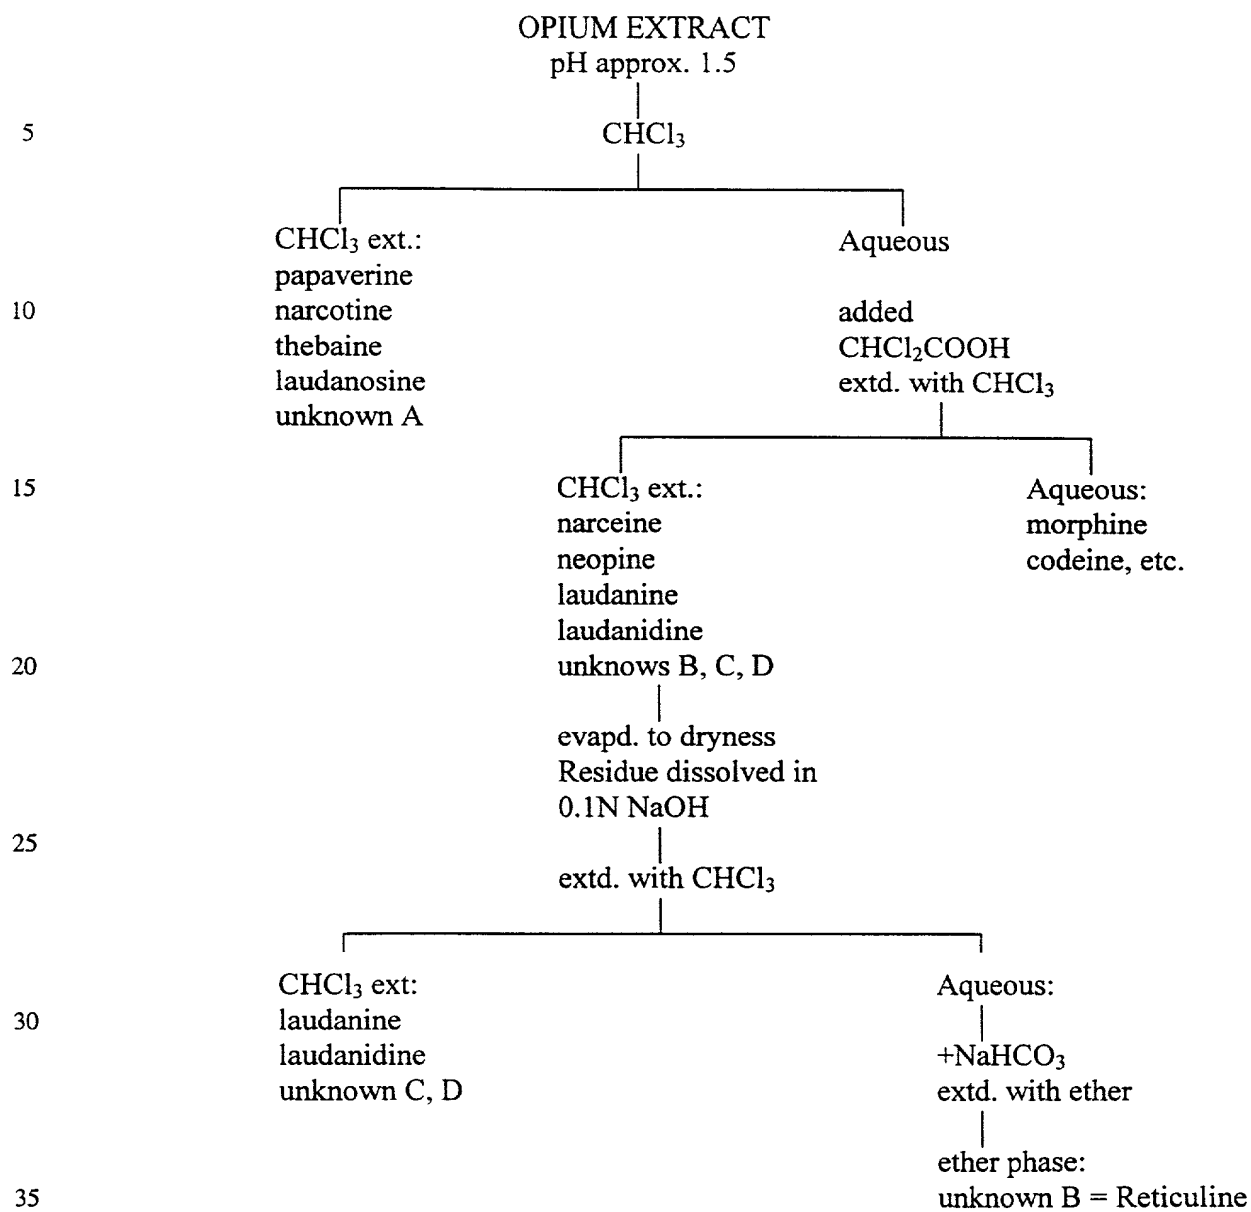 OPIUM EXTRACT
pH approx. 1.5
5
CHCl₃
CHCl₃ ext.:
papaverine
narcotine
thebaine
laudanosine
unknown A
Aqueous
10
added
CHCl₂COOH
extd. with CHCl₃
15
CHCl₃ ext.:
narceine
neopine
laudanine
laudanidine
unknows B, C, D
Aqueous:
morphine
codeine, etc.
20
evapd. to dryness
Residue dissolved in
0.1N NaOH
25
extd. with CHCl₃
CHCl₃ ext:
laudanine
laudanidine
unknown C, D
30
Aqueous:
+NaHCO₃
extd. with ether
ether phase:
35
unknown B = Reticuline